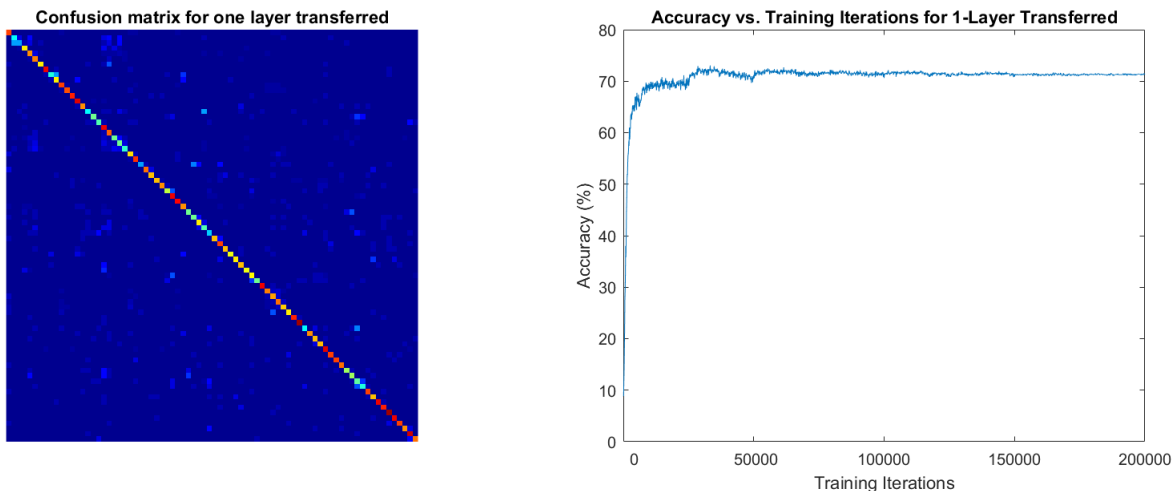 Confusion matrix for one layer transferred
Accuracy vs. Training Iterations for 1-Layer Transferred
80
70
60
50
40
30
20
10
0
Accuracy (%)
0 50000 100000 150000 200000
Training Iterations